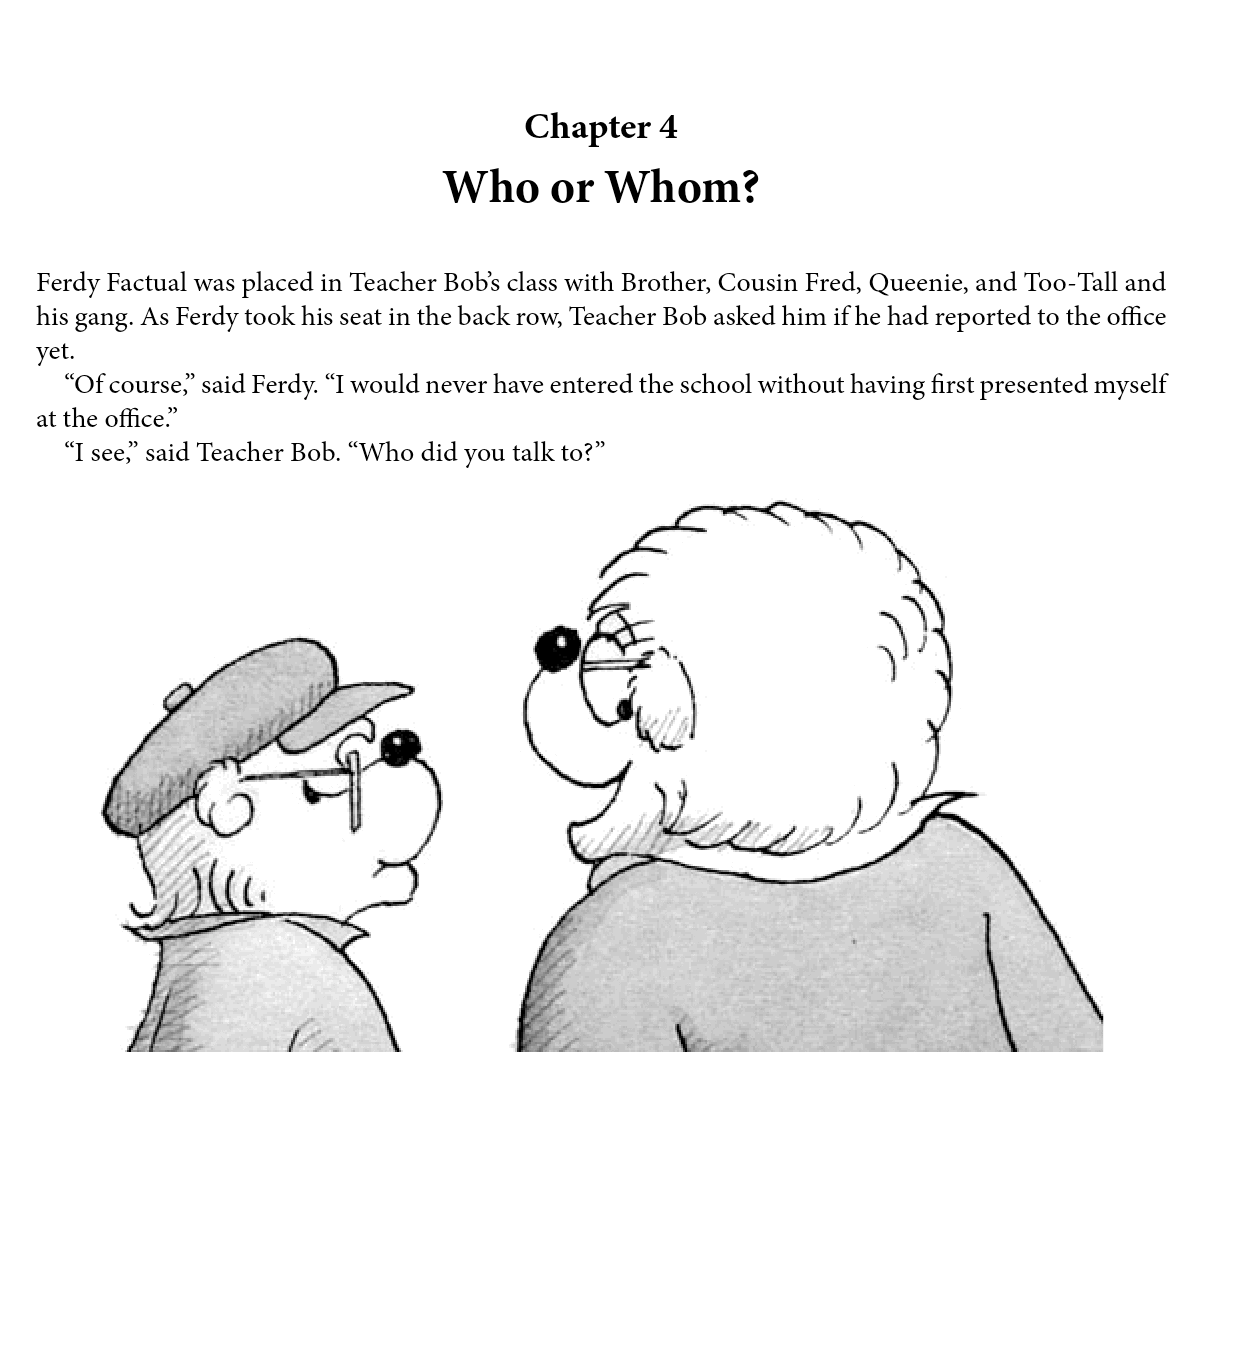 Chapter 4
Who or Whom?
Ferdy Factual was placed in Teacher Bob’s class with Brother, Cousin Fred, Queenie, and Too-Tall and
his gang. As Ferdy took his seat in the back row, Teacher Bob asked him if he had reported to the office
yet.
“Of course,” said Ferdy. “I would never have entered the school without having first presented myself
at the office.”
“I see,” said Teacher Bob. “Who did you talk to?”